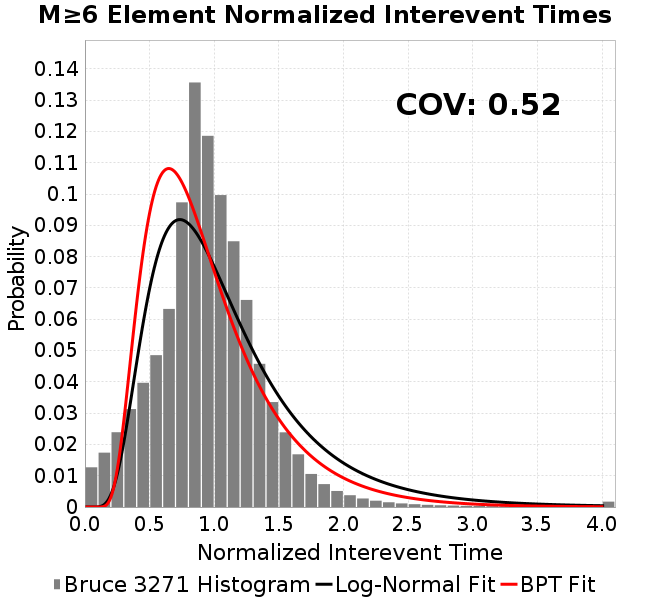 M≥6 Element Normalized Interevent Times
COV: 0.52
Probability
0.14
0.13
0.12
0.11
0.1
0.09
0.08
0.07
0.06
0.05
0.04
0.03
0.02
0.01
0
0.0 0.5 1.0 1.5 2.0 2.5 3.0 3.5 4.0
Normalized Interevent Time
Bruce 3271 Histogram Log-Normal Fit BPT Fit